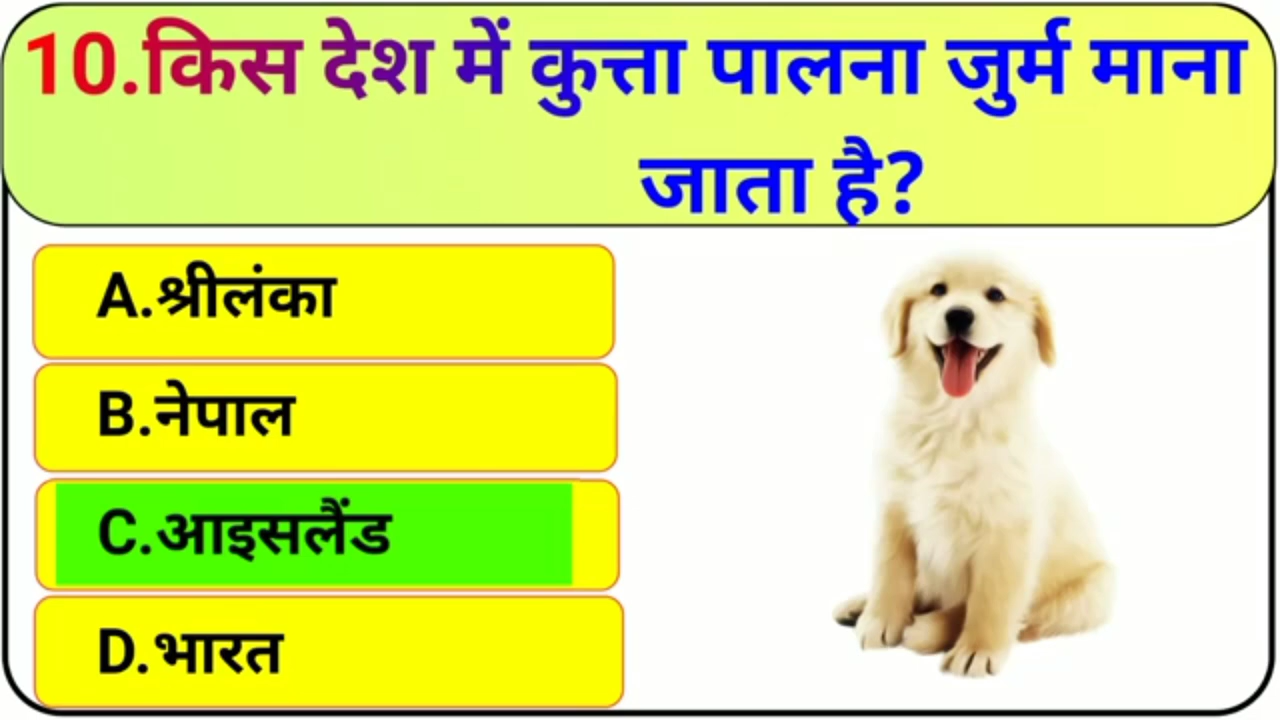 10.किस देश में कुत्ता पालना जुर्म माना
जाता है?
A.श्रीलंका
B.नेपाल
C.आइसलैंड
D.भारत